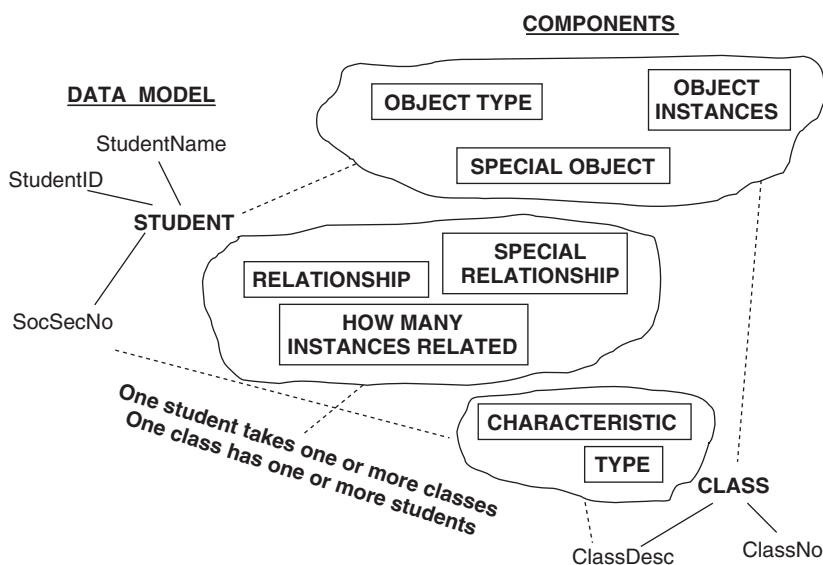 COMPONENTS
DATA MODEL
OBJECT TYPE
OBJECT
INSTANCES
SPECIAL OBJECT
StudentName
StudentID
STUDENT
SocSecNo
RELATIONSHIP
SPECIAL
RELATIONSHIP
HOW MANY
INSTANCES RELATED
One student takes one or more classes
One class has one or more students
CHARACTERISTIC
TYPE
CLASS
ClassDesc
ClassNo